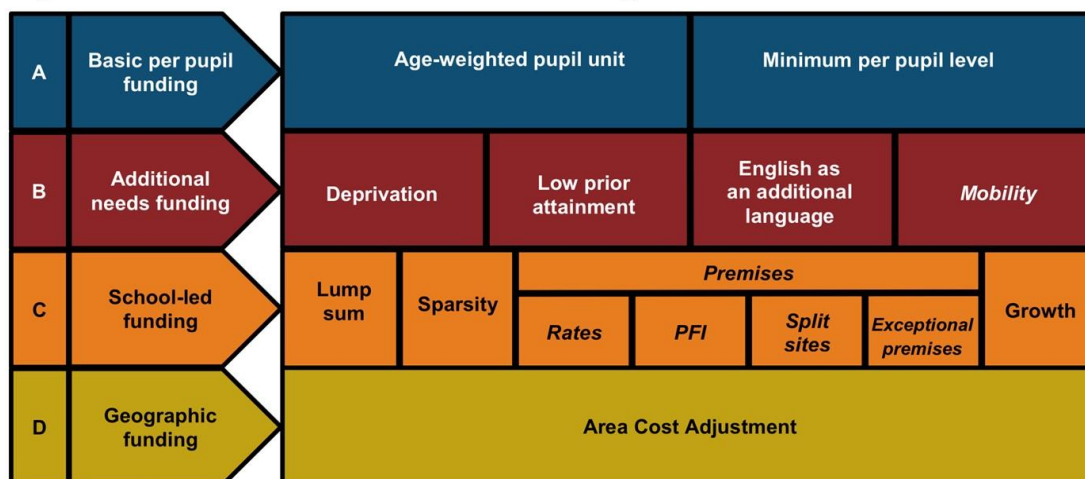 A
Basic per pupil
funding
Age-weighted pupil unit
Minimum per pupil level
B
Additional
needs funding
Deprivation
Low prior
attainment
English as
an additional
language
Mobility
C
School-led
funding
Lump
sum
Sparsity
Premises
Rates
PFI
Split
sites
Exceptional
premises
Growth
D
Geographic
funding
Area Cost Adjustment